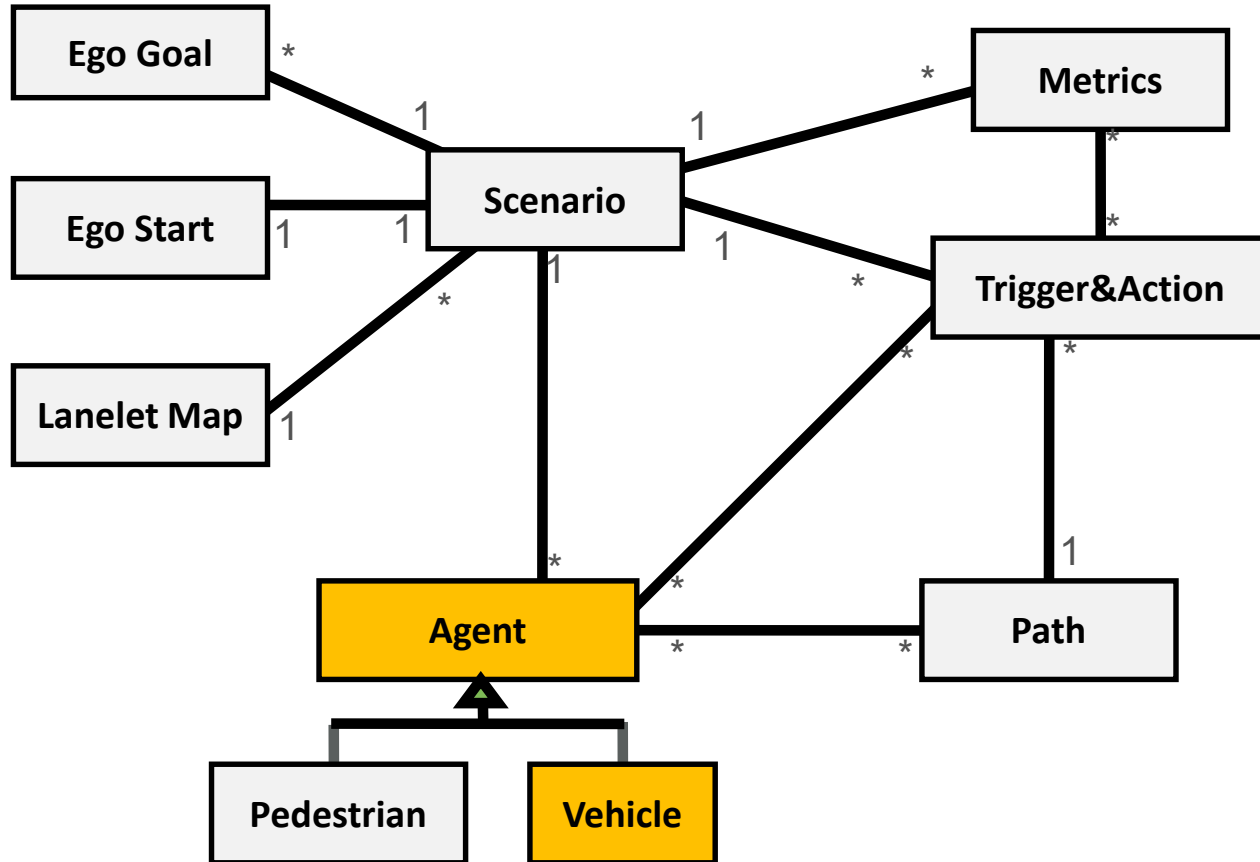 Ego Goal
*
1
Metrics
*
1
*
Scenario
Ego Start
1
1
1
*
*
Trigger&Action
1
*
Lanelet Map
1
*
*
*
1
*
Agent
*
*
Path
Pedestrian
Vehicle